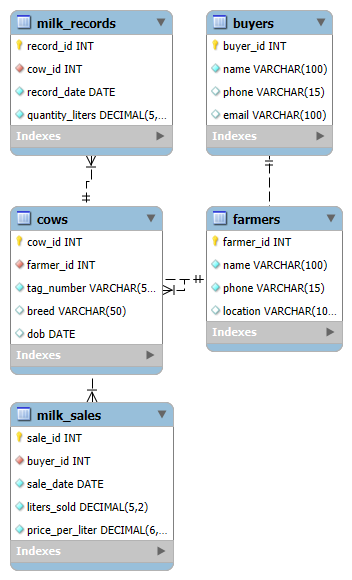 milk_records
record_id INT
cow_id INT
record_date DATE
quantity_liters DECIMAL(5,...
Indexes
buyers
buyer_id INT
name VARCHAR(100)
phone VARCHAR(15)
email VARCHAR(100)
Indexes
cows
cow_id INT
farmer_id INT
tag_number VARCHAR(5...
breed VARCHAR(50)
dob DATE
Indexes
farmers
farmer_id INT
name VARCHAR(100)
phone VARCHAR(15)
location VARCHAR(10...
Indexes
milk_sales
sale_id INT
buyer_id INT
sale_date DATE
liters_sold DECIMAL(5,2)
price_per_liter DECIMAL(6,...
Indexes